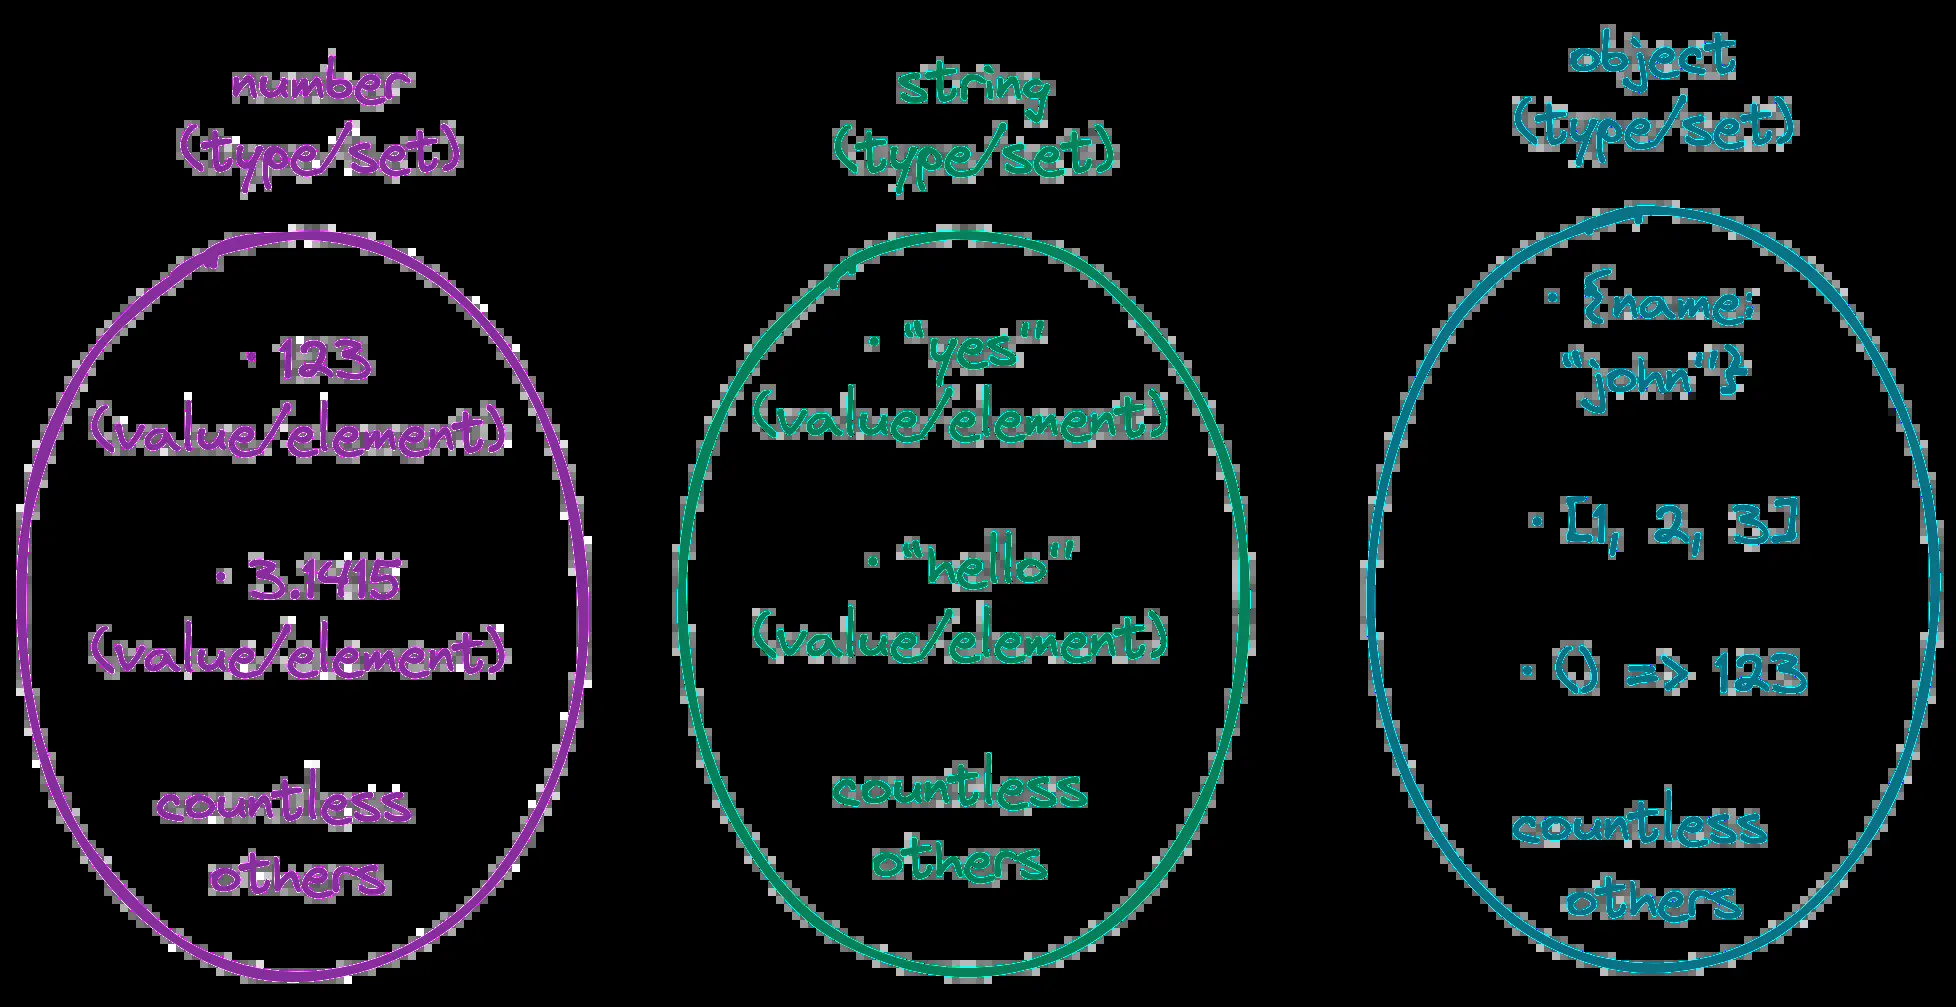 number
(type/set)
· 123
(value/element)
· 3.1415
(value/element)
countless
others
string
(type/set)
· "yes"
(value/element)
· "hello"
(value/element)
countless
others
object
(type/set)
· {name:
"john"}
· [1, 2, 3]
· () => 123
countless
others